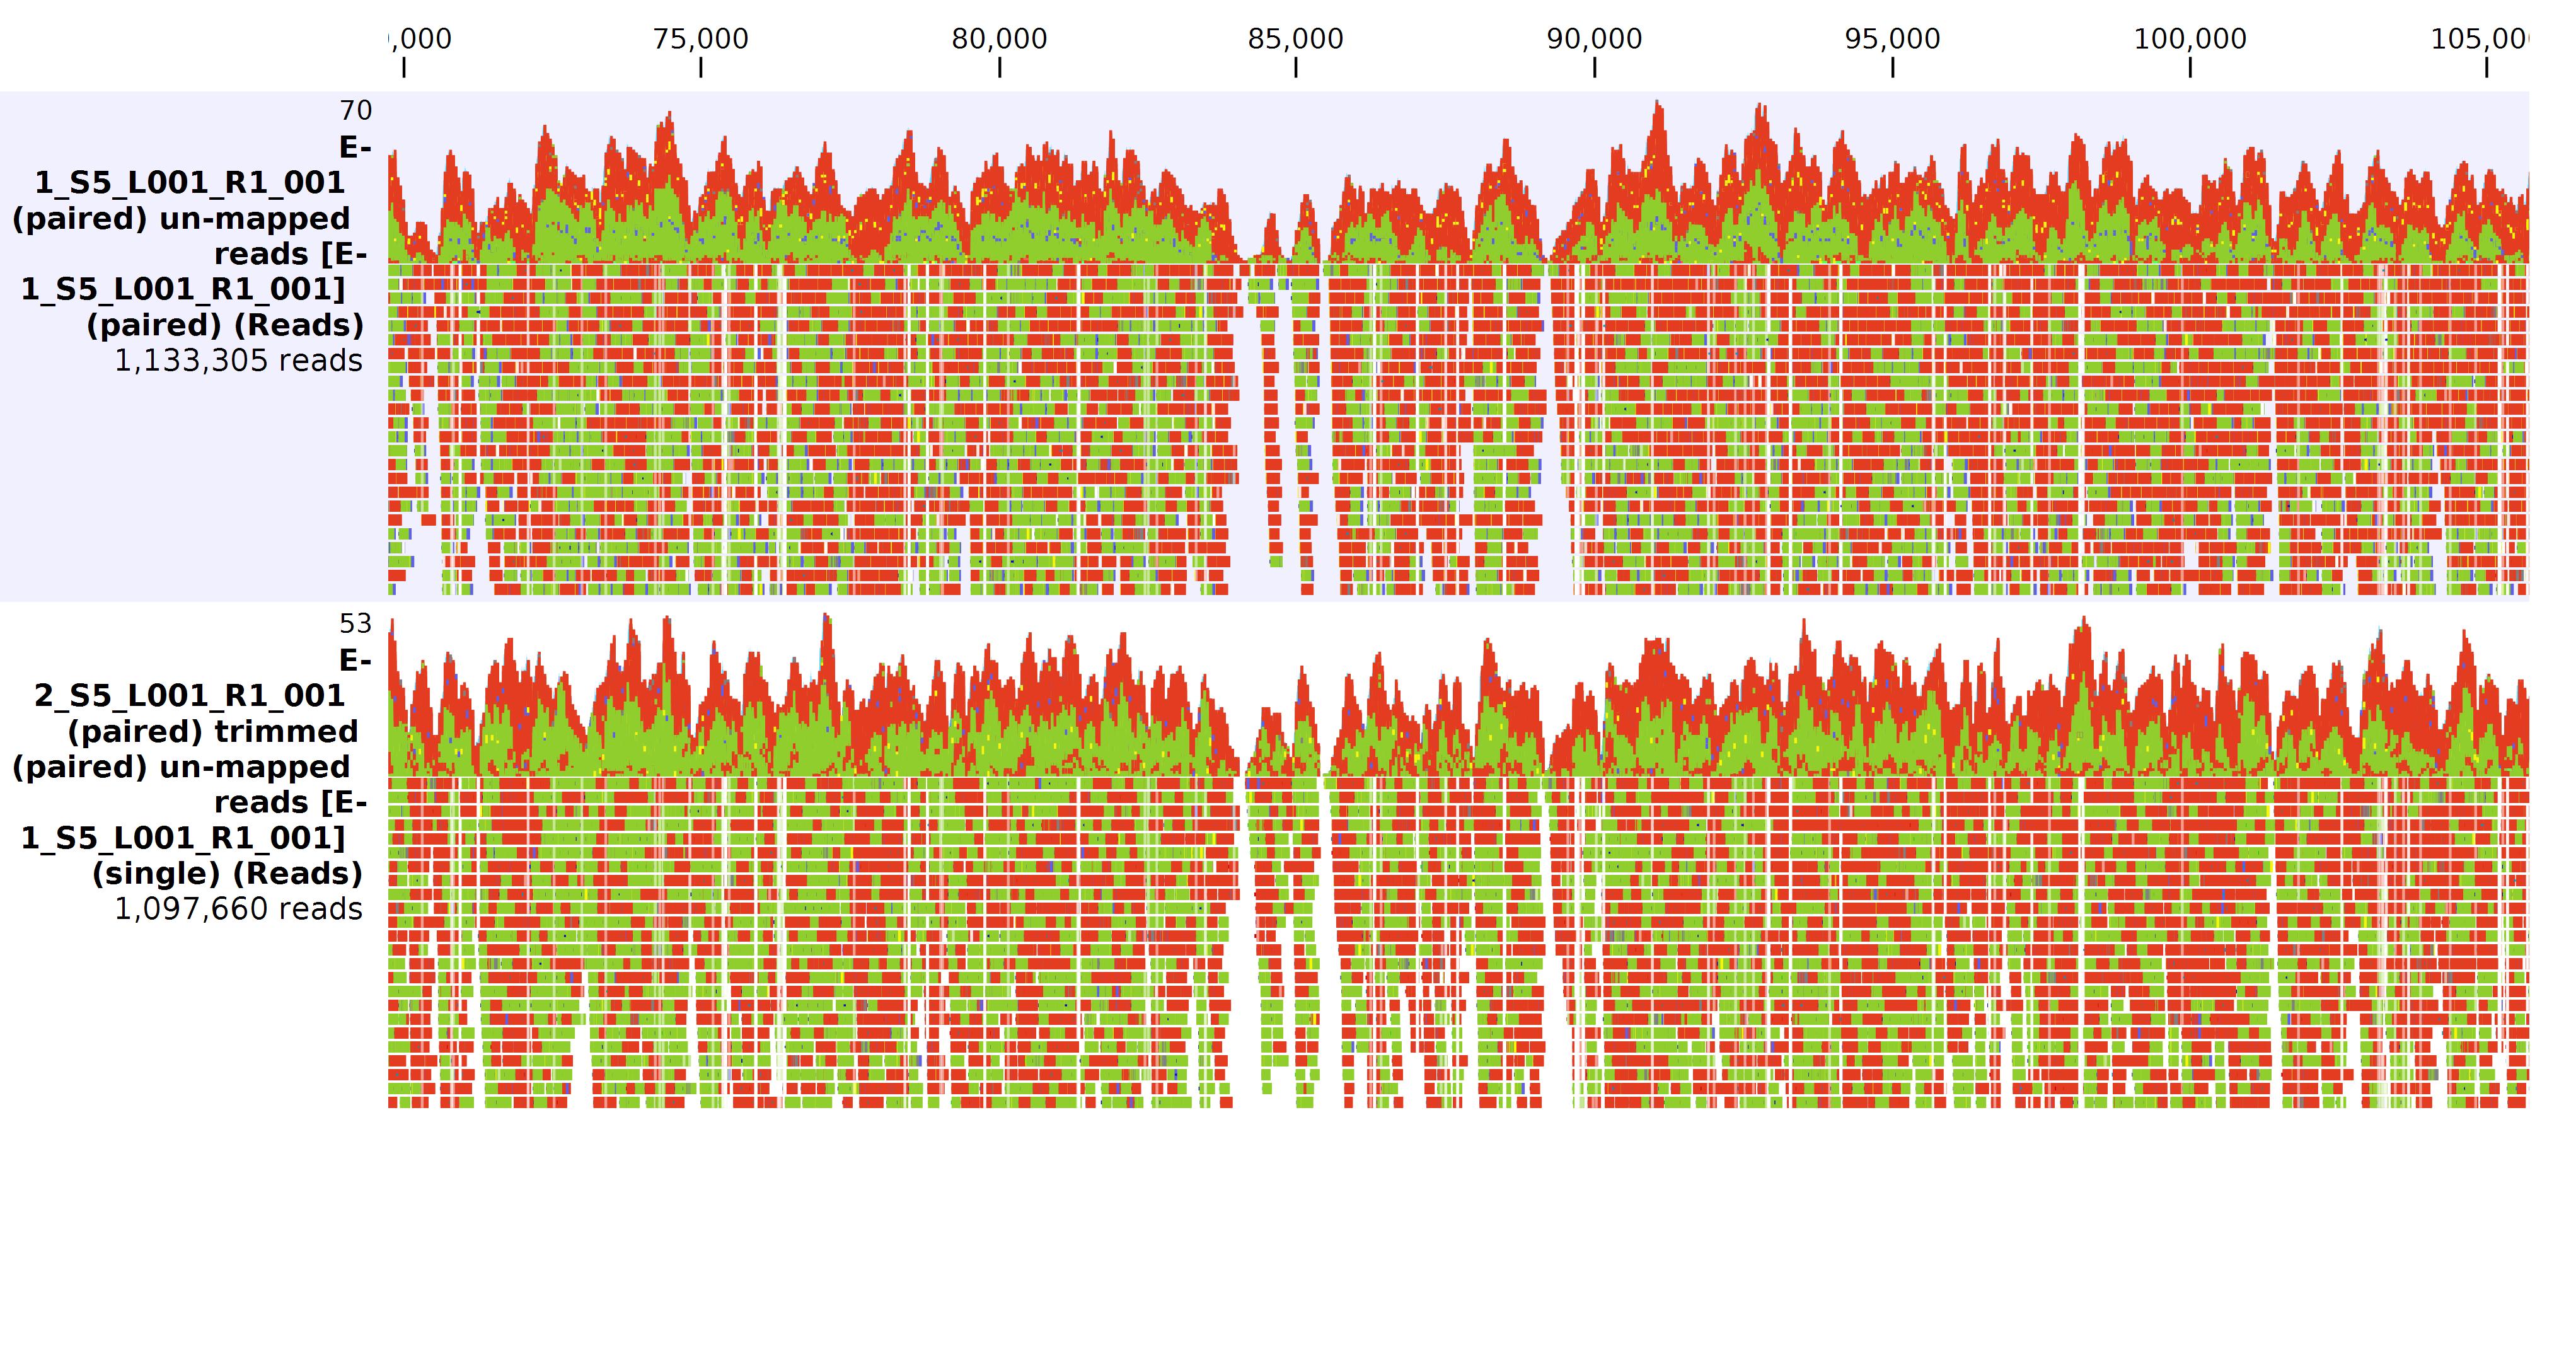 ,000 75,000 80,000 85,000 90,000 95,000 100,000 105,00
70
E-
1_S5_L001_R1_001
(paired) un-mapped
reads [E-
1_S5_L001_R1_001]
(paired) (Reads)
1,133,305 reads
53
E-
2_S5_L001_R1_001
(paired) trimmed
(paired) un-mapped
reads [E-
1_S5_L001_R1_001]
(single) (Reads)
1,097,660 reads